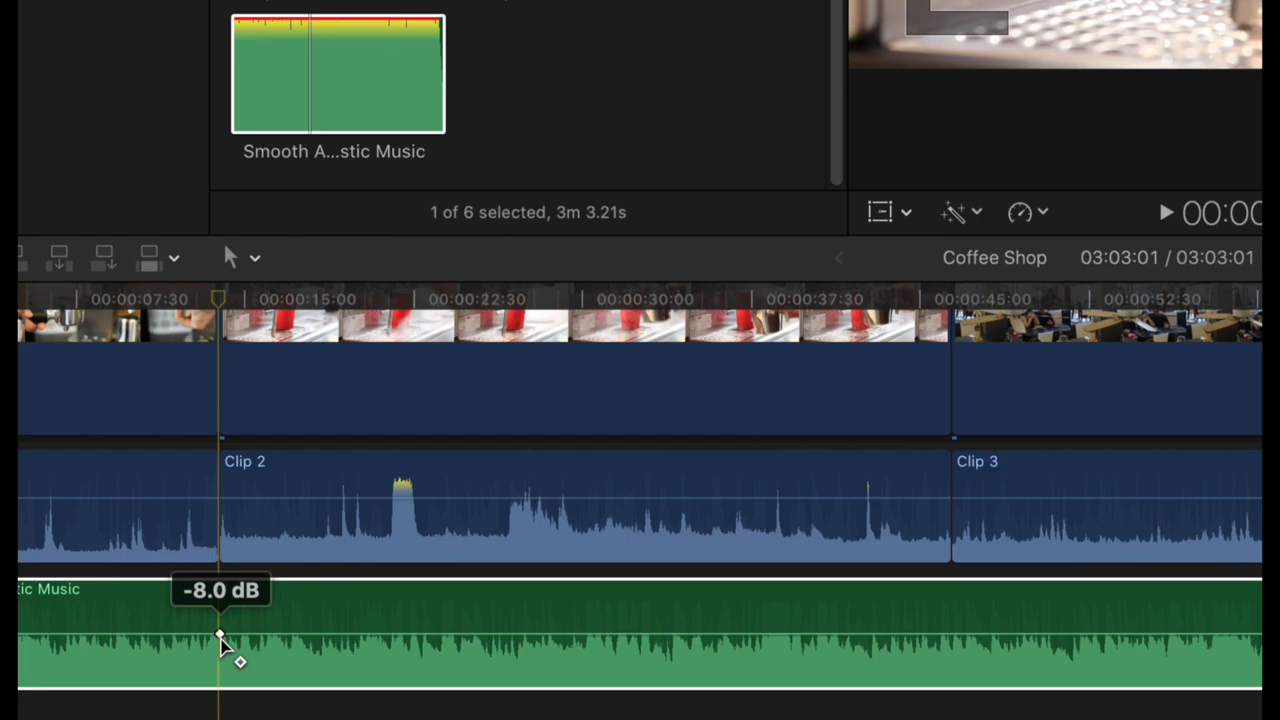 Smooth A...stic Music
1 of 6 selected, 3m 3.21s
00:00
Coffee Shop
03:03:01 / 03:03:01
00:00:07:30
00:00:15:00
00:00:22:30
00:00:30:00
00:00:37:30
00:00:45:00
00:00:52:30
Clip 2
Clip 3
-8.0 dB
tic Music